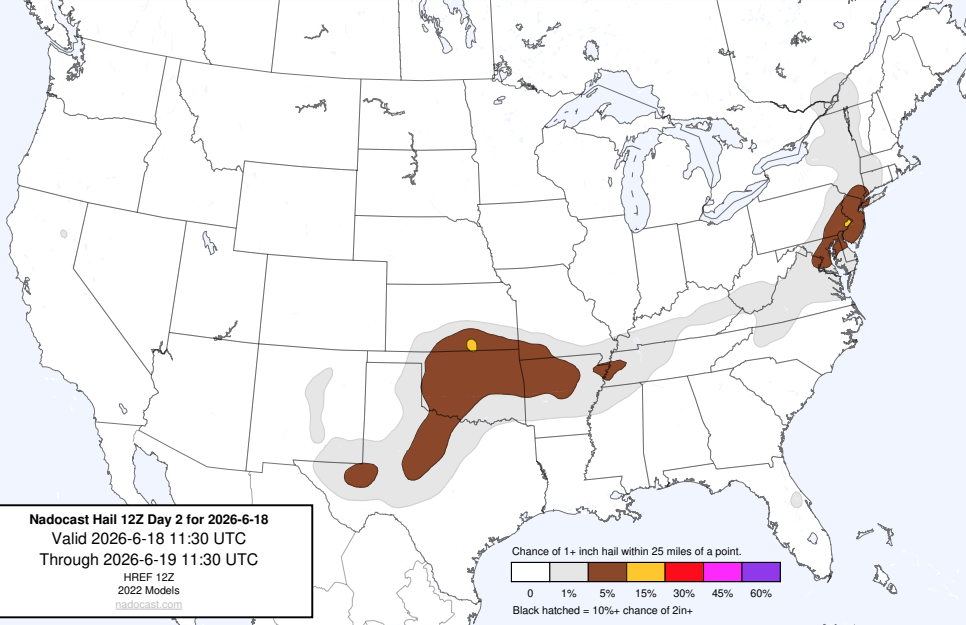 Nadocast Hail 12Z Day 2 for 2026-6-18
Valid 2026-6-18 11:30 UTC
Through 2026-6-19 11:30 UTC
HREF 12Z
2022 Models
nadocast.com
Chance of 1+ inch hail within 25 miles of a point.
0 1% 5% 15% 30% 45% 60%
Black hatched = 10%+ chance of 2in+